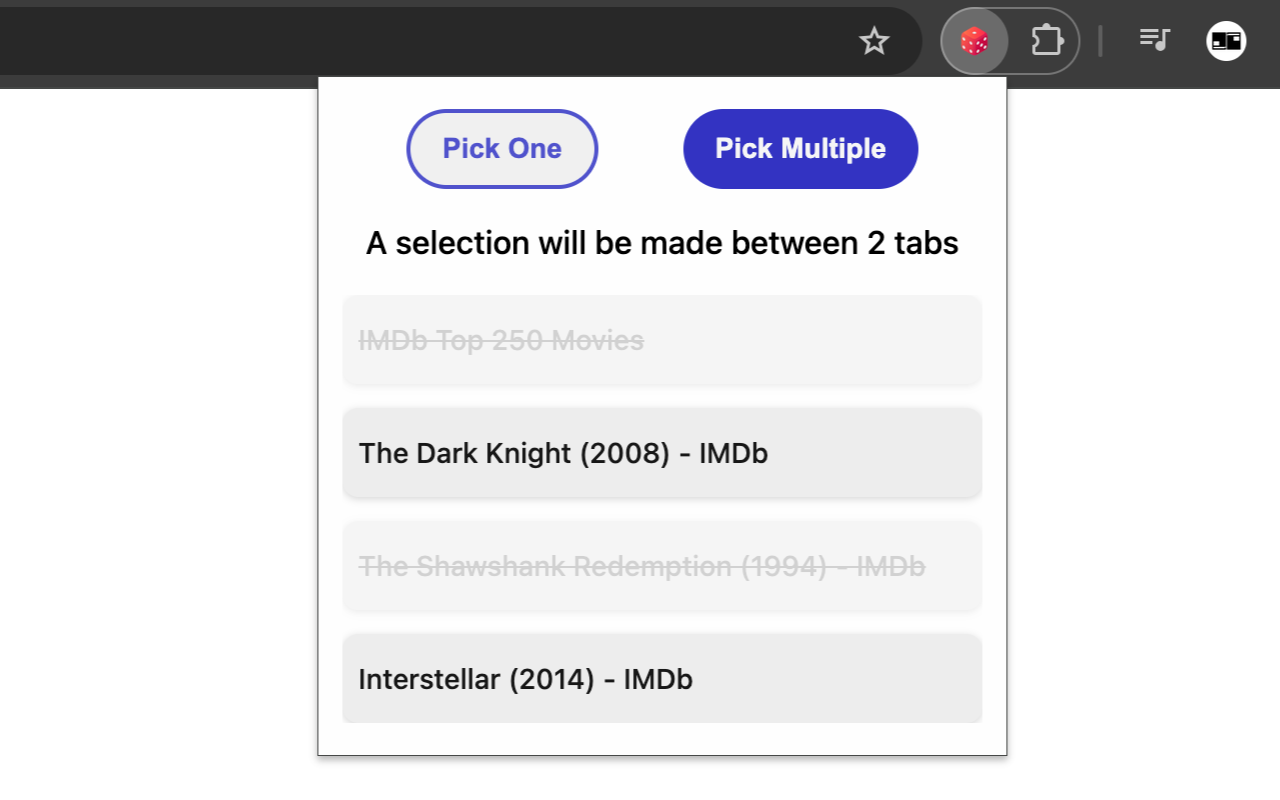 Pick One
Pick Multiple
A selection will be made between 2 tabs
IMDb Top 250 Movies
The Dark Knight (2008) - IMDb
The Shawshank Redemption (1994) - IMDb
Interstellar (2014) - IMDb